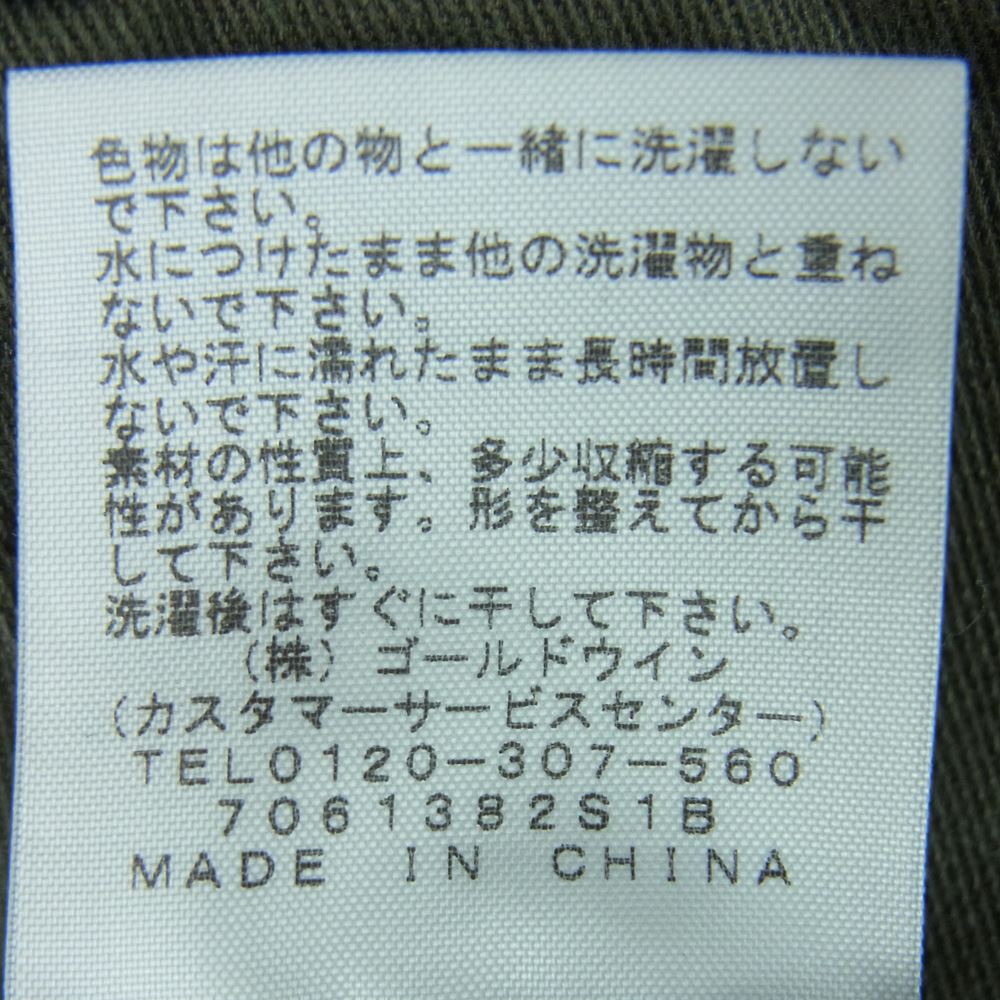 色物は他の物と一緒に洗濯しない
で下さい。
水につけたまま他の洗濯物と重ね
ないで下さい。
水や汗に濡れたまま長時間放置し
ないで下さい。
素材の性質上、多少収縮する可能
性があります。形を整えてから干
して下さい。
洗濯後はすぐに干して下さい。
(株)ゴールドウイン
(カスタマーサービスセンター)
TEL0120-307-560
7061382S1B
MADE IN CHINA